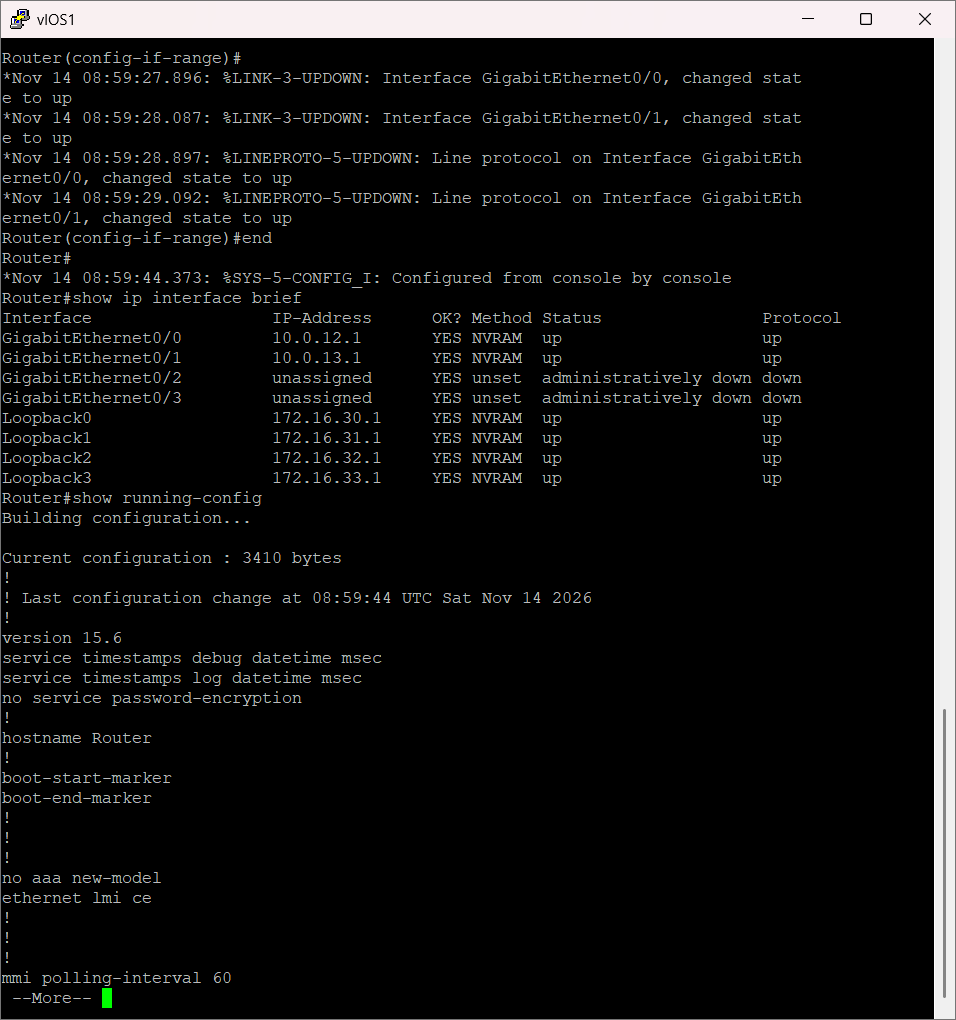 vIOS1
Router(config-if-range)#
*Nov 14 08:59:27.896: %LINK-3-UPDOWN: Interface GigabitEthernet0/0, changed stat
e to up
*Nov 14 08:59:28.087: %LINK-3-UPDOWN: Interface GigabitEthernet0/1, changed stat
e to up
*Nov 14 08:59:28.897: %LINEPROTO-5-UPDOWN: Line protocol on Interface GigabitEth
ernet0/0, changed state to up
*Nov 14 08:59:29.092: %LINEPROTO-5-UPDOWN: Line protocol on Interface GigabitEth
ernet0/1, changed state to up
Router(config-if-range)#end
Router#
*Nov 14 08:59:44.373: %SYS-5-CONFIG_I: Configured from console by console
Router#show ip interface brief
Interface                  IP-Address      OK? Method Status                Protocol
GigabitEthernet0/0         10.0.12.1       YES NVRAM  up                    up
GigabitEthernet0/1         10.0.13.1       YES NVRAM  up                    up
GigabitEthernet0/2         unassigned      YES unset  administratively down down
GigabitEthernet0/3         unassigned      YES unset  administratively down down
Loopback0                  172.16.30.1     YES NVRAM  up                    up
Loopback1                  172.16.31.1     YES NVRAM  up                    up
Loopback2                  172.16.32.1     YES NVRAM  up                    up
Loopback3                  172.16.33.1     YES NVRAM  up                    up
Router#show running-config
Building configuration...
Current configuration : 3410 bytes
!
! Last configuration change at 08:59:44 UTC Sat Nov 14 2026
!
version 15.6
service timestamps debug datetime msec
service timestamps log datetime msec
no service password-encryption
!
hostname Router
!
boot-start-marker
boot-end-marker
!
!
!
no aaa new-model
ethernet lmi ce
!
!
!
mmi polling-interval 60
--More--